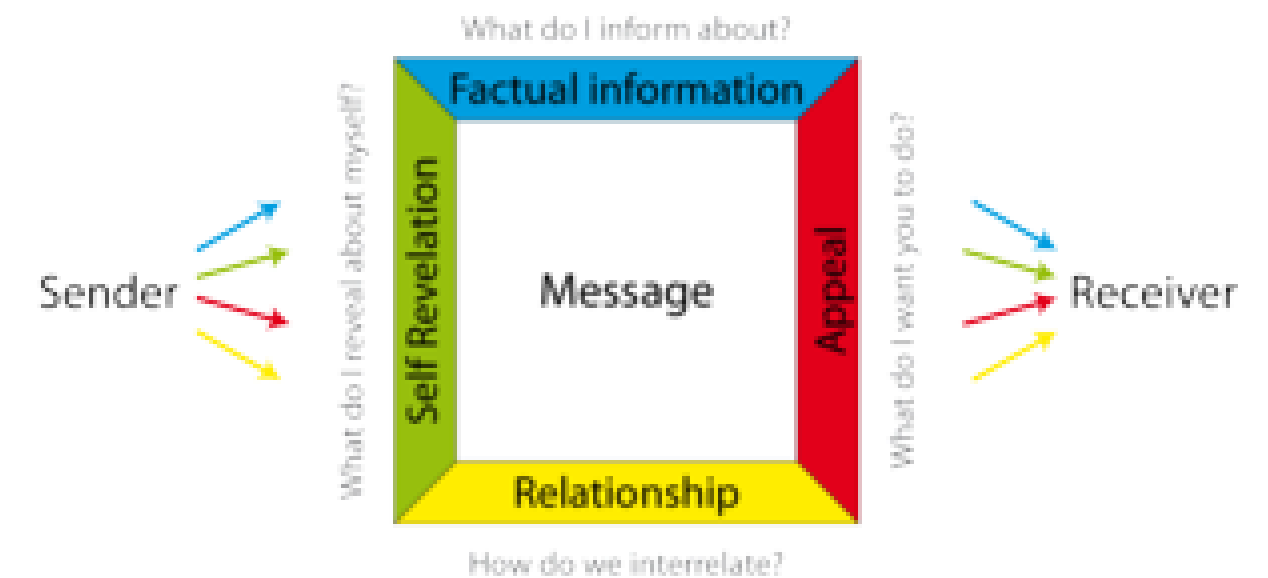 What do I inform about?
Factual information
Sender
What do I reveal about myself?
Self Revelation
Message
Appeal
What do I want you to do?
Receiver
Relationship
How do we interrelate?